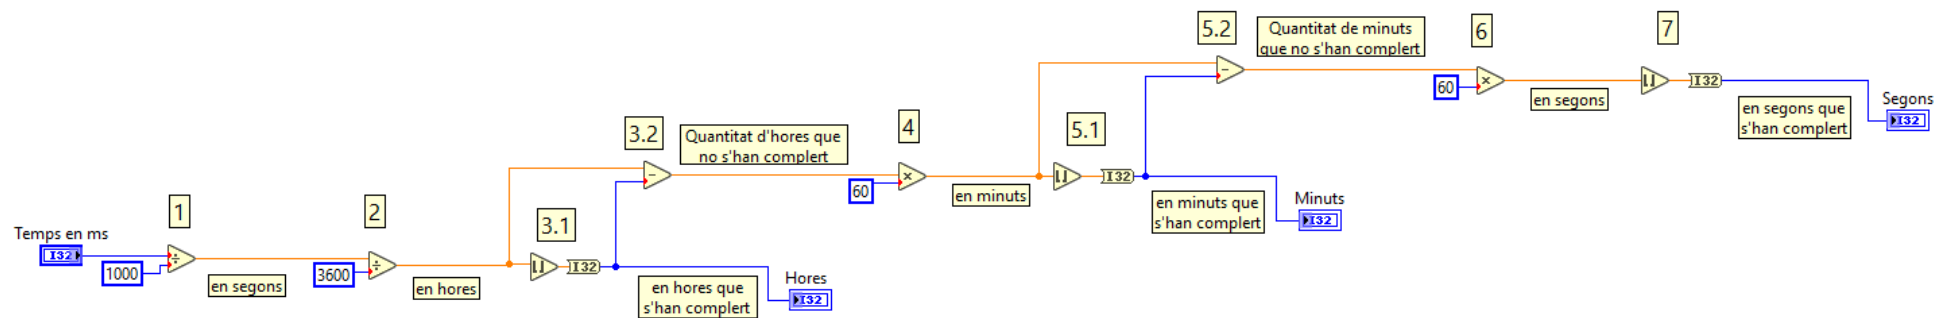 5.2
Quantitat de minuts
que no s'han complert
6
7
60
en segons
I32
en segons que
s'han complert
Segons
I32
3.2
Quantitat d'hores que
no s'han complert
4
60
en minuts
5.1
I32
en minuts que
s'han complert
Minuts
I32
Temps en ms
I32
1
1000
en segons
2
3600
en hores
3.1
I32
en hores que
s'han complert
Hores
I32